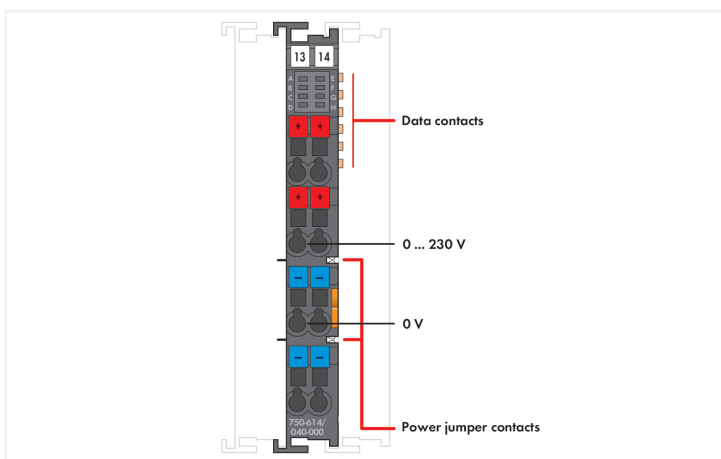 13 14
A E
B F
C G
D H
Data contacts
+ +
+ +
0 ... 230 V
− −
0 V
− −
750-614/
040-000
Power jumper contacts